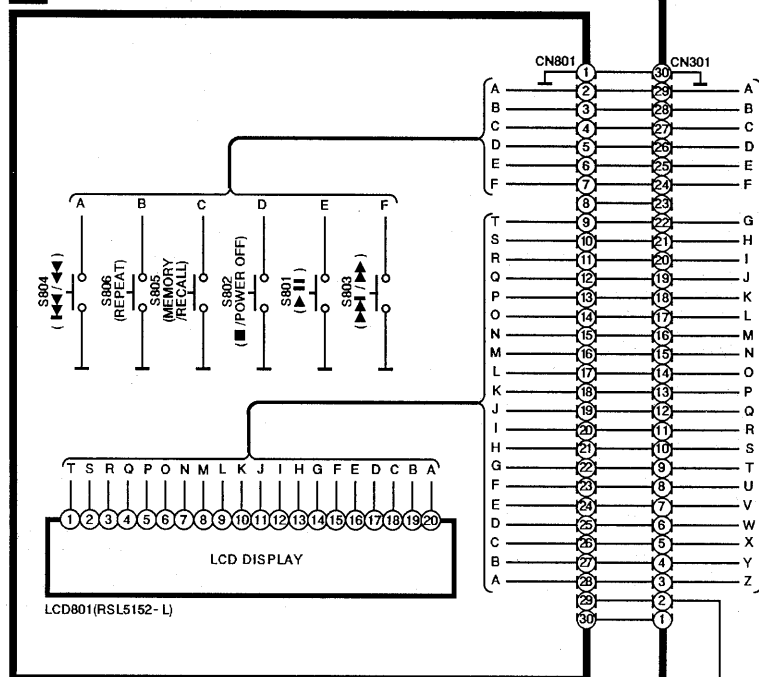 CN801 1 30 CN301
A 2 29 A
B 3 28 B
C 4 27 C
D 5 26 D
E 6 25 E
F 7 24 F
8 23
T 9 22 G
S 10 21 H
R 11 20 I
Q 12 19 J
P 13 18 K
O 14 17 L
N 15 16 M
M 16 15 N
L 17 14 O
K 18 13 P
J 19 12 Q
I 20 11 R
H 21 10 S
G 22 9 T
F 23 8 U
E 24 7 V
D 25 6 W
C 26 5 X
B 27 4 Y
A 28 3 Z
29 2
30 1
A B C D E F
S804
( ⏮/◀◀ )
S806
(REPEAT)
S805
(MEMORY
/RECALL)
S802
(■/POWER OFF)
S801
( ▶ II )
S803
( ▶▶I/▶▶ )
T S R Q P O N M L K J I H G F E D C B A
1 2 3 4 5 6 7 8 9 10 11 12 13 14 15 16 17 18 19 20
LCD DISPLAY
LCD801(RSL5152-L)